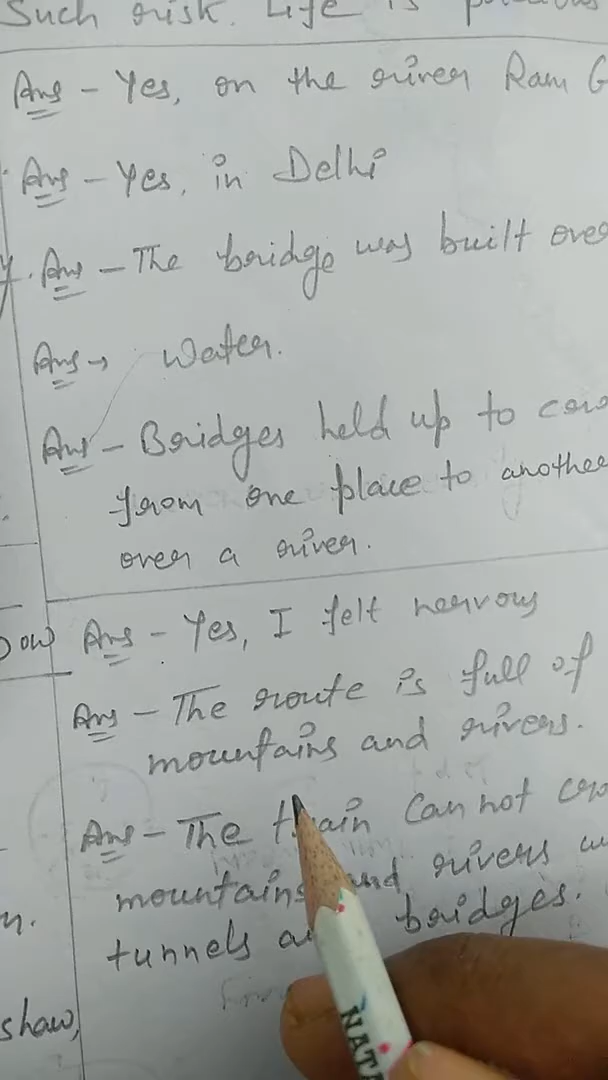 Such risk. Life is
Ans - Yes, on the river Ram G
Ans - Yes, in Delhi
y. Ans - The bridge was built over
Ans → Water.
Ans - Bridges held up to
from one place to another
over a river.
Ans - Yes, I felt nervous
Ans - The route is full of
mountains and rivers.
Ans - The train can not
mountains and rivers
tunnels bridges.
n.
shaw,
NATA